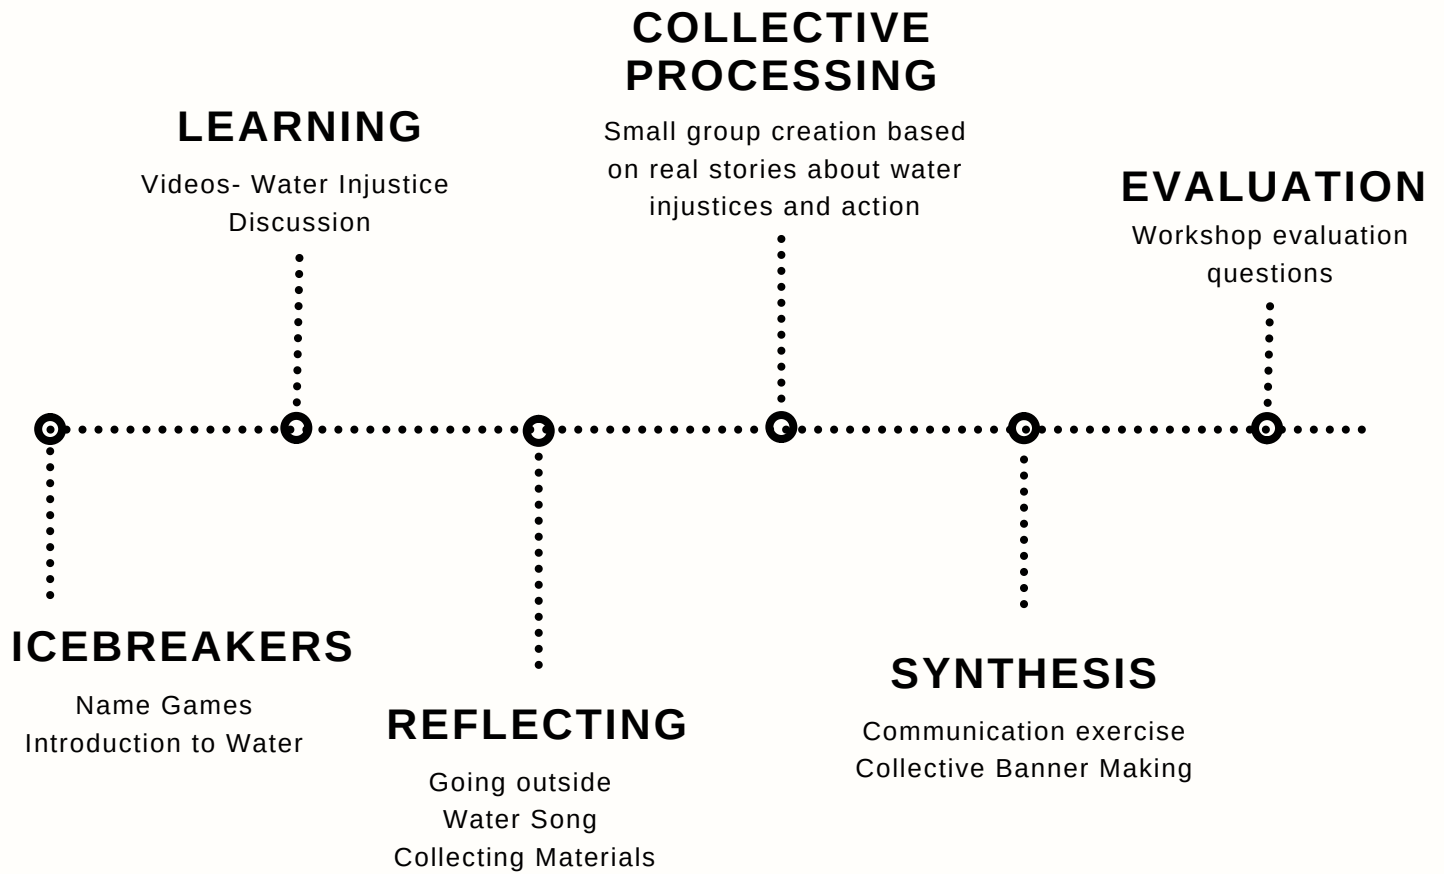 COLLECTIVE
PROCESSING
Small group creation based
on real stories about water
injustices and action
LEARNING
Videos- Water Injustice
Discussion
EVALUATION
Workshop evaluation
questions
ICEBREAKERS
Name Games
Introduction to Water
REFLECTING
Going outside
Water Song
Collecting Materials
SYNTHESIS
Communication exercise
Collective Banner Making